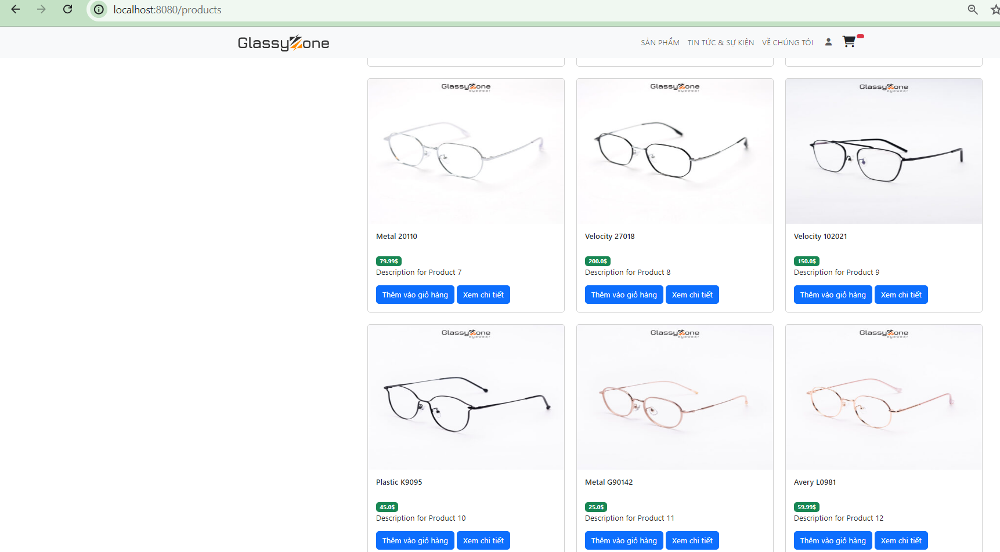 localhost:8080/products
GlassyZone
SẢN PHẨM TIN TỨC & SỰ KIỆN VỀ CHÚNG TÔI
GlassyZone
eyewear
GlassyZone
eyewear
GlassyZone
eyewear
Metal 20110
Velocity 27018
Velocity 102021
79.99$
200.0$
150.0$
Description for Product 7
Description for Product 8
Description for Product 9
Thêm vào giỏ hàng Xem chi tiết
Thêm vào giỏ hàng Xem chi tiết
Thêm vào giỏ hàng Xem chi tiết
GlassyZone
eyewear
GlassyZone
eyewear
GlassyZone
eyewear
Plastic K9095
Metal G90142
Avery L0981
45.0$
25.0$
59.99$
Description for Product 10
Description for Product 11
Description for Product 12
Thêm vào giỏ hàng Xem chi tiết
Thêm vào giỏ hàng Xem chi tiết
Thêm vào giỏ hàng Xem chi tiết